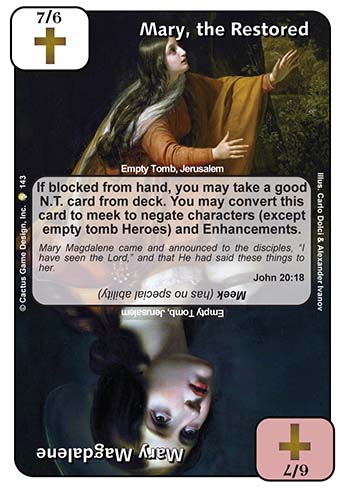 7/6
Mary, the Restored
Empty Tomb, Jerusalem
If blocked from hand, you may take a good
N.T. card from deck. You may convert this
card to meek to negate characters (except
empty tomb Heroes) and Enhancements.
Mary Magdalene came and announced to the disciples, “I
have seen the Lord,” and that He had said these things to
her.
John 20:18
© Cactus Game Design, Inc. 143
Illus. Carlo Dolci & Alexander Ivanov
Meek (has no special ability)
Empty Tomb, Jerusalem
Mary Magdalene
6/7